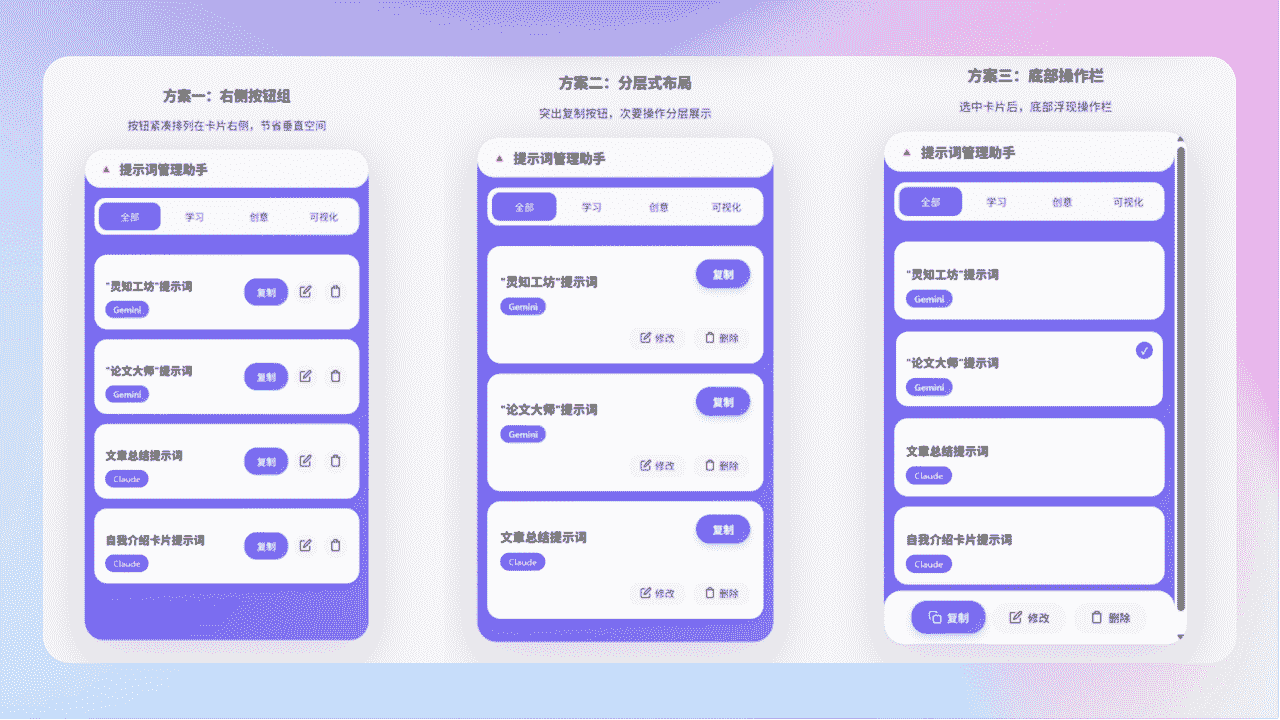 方案一：右侧按钮组
按钮紧凑排列在卡片右侧，节省垂直空间
▲ 提示词管理助手
全部 学习 创意 可视化
"灵知工坊"提示词
Gemini
复制
"论文大师"提示词
Gemini
复制
文章总结提示词
Claude
复制
自我介绍卡片提示词
Claude
复制
方案二：分层式布局
突出复制按钮，次要操作分层展示
▲ 提示词管理助手
全部 学习 创意 可视化
复制
"灵知工坊"提示词
Gemini
修改 删除
复制
"论文大师"提示词
Gemini
修改 删除
复制
文章总结提示词
Claude
修改 删除
方案三：底部操作栏
选中卡片后，底部浮现操作栏
▲ 提示词管理助手
全部 学习 创意 可视化
"灵知工坊"提示词
Gemini
"论文大师"提示词
Gemini
文章总结提示词
Claude
自我介绍卡片提示词
Claude
复制 修改 删除